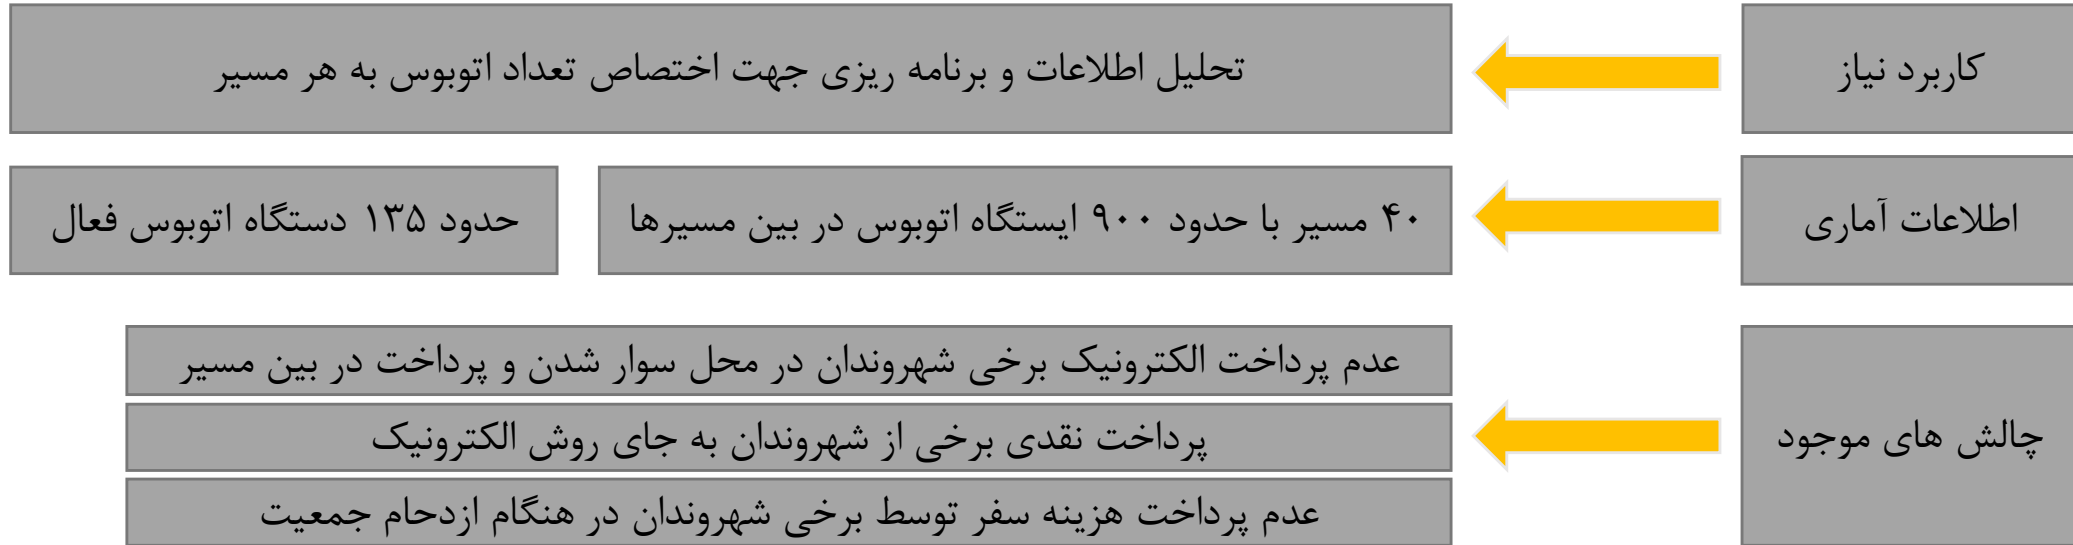 کاربرد نیاز
تحلیل اطلاعات و برنامه ریزی جهت اختصاص تعداد اتوبوس به هر مسیر
اطلاعات آماری
۴۰ مسیر با حدود ۹۰۰ ایستگاه اتوبوس در بین مسیرها
حدود ۱۳۵ دستگاه اتوبوس فعال
چالش های موجود
عدم پرداخت الکترونیک برخی شهروندان در محل سوار شدن و پرداخت در بین مسیر
پرداخت نقدی برخی از شهروندان به جای روش الکترونیک
عدم پرداخت هزینه سفر توسط برخی شهروندان در هنگام ازدحام جمعیت